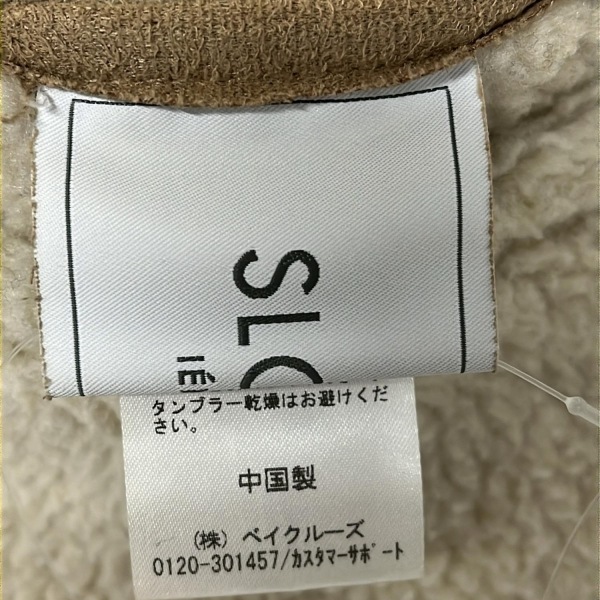 SLO
IÉ
タンブラー乾燥はお避けくだ
さい。
中国製
(株) ベイクルーズ
0120-301457/カスタマーサポート